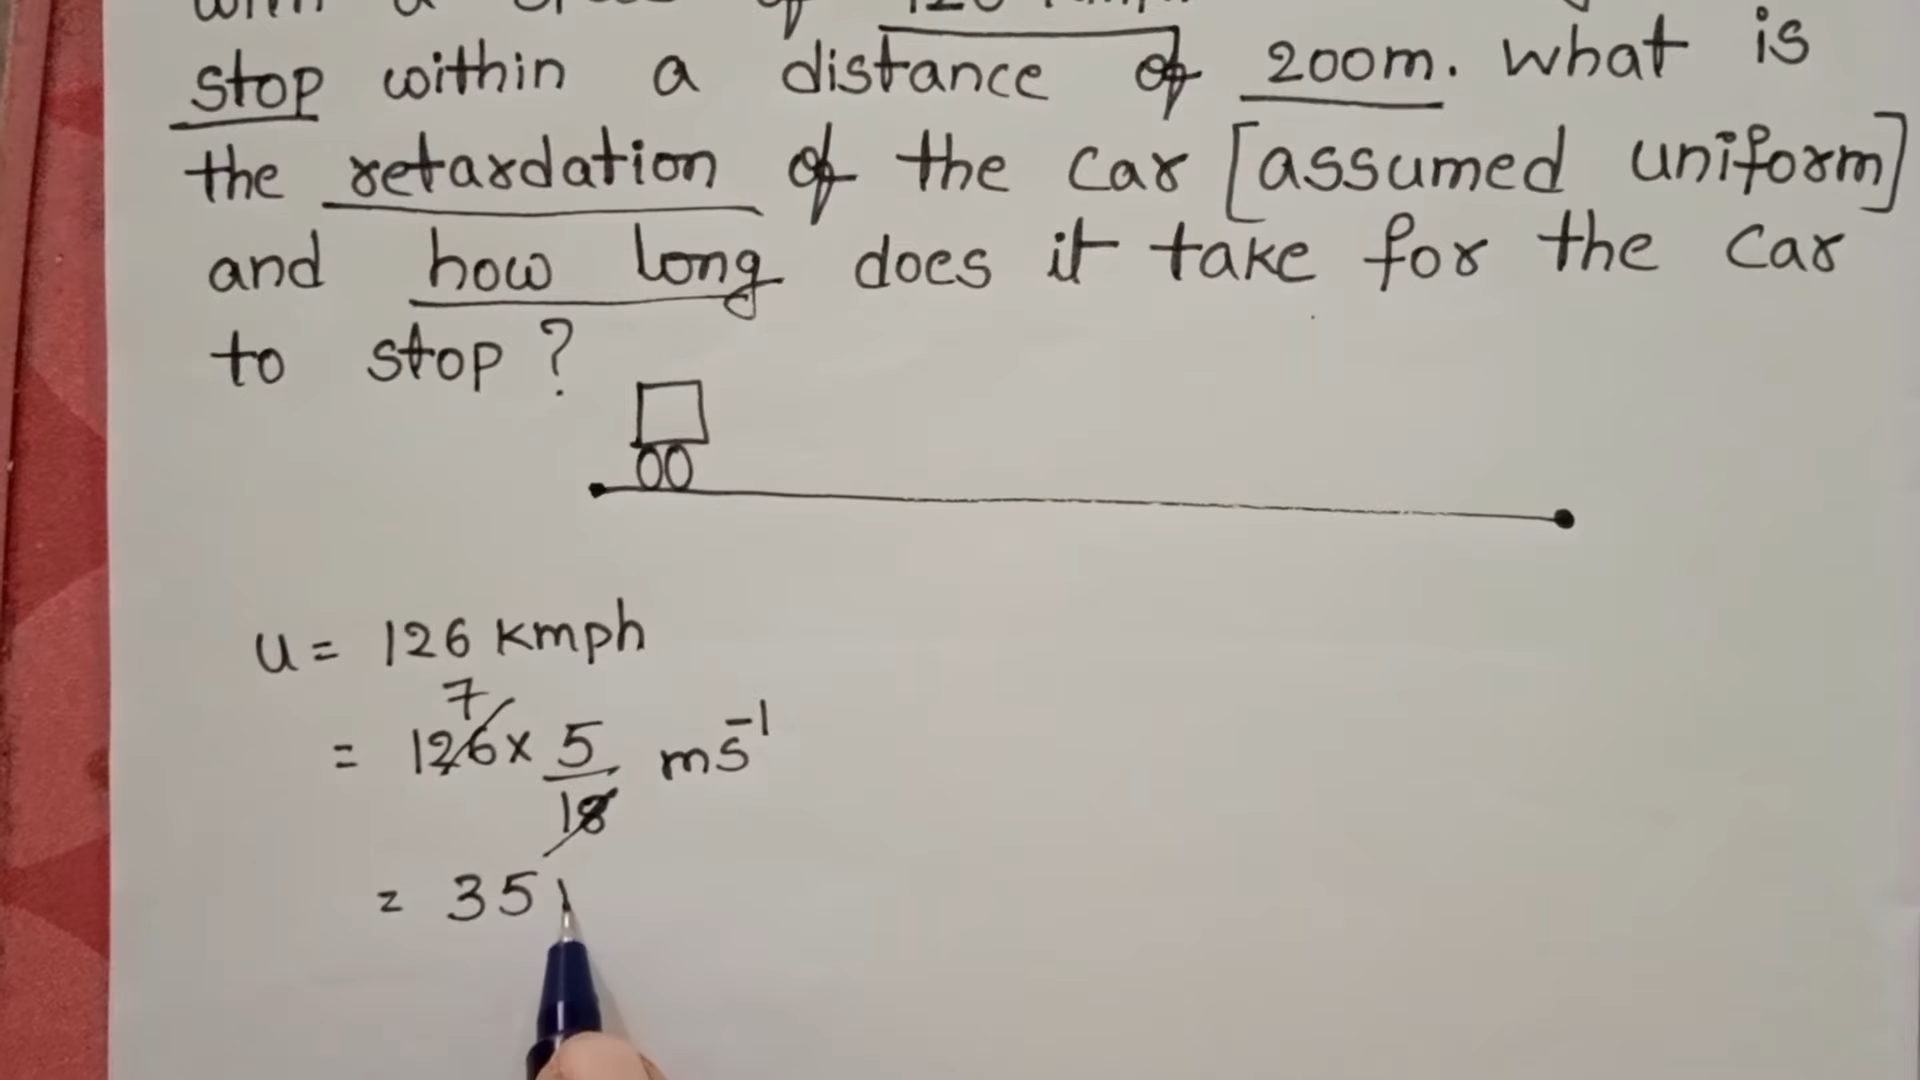 stop within a distance of 200m. what is
the retardation of the car [assumed uniform]
and how long does it take for the car
to stop?
u = 126 kmph
7
= 126 x 5/18 ms⁻¹
= 35